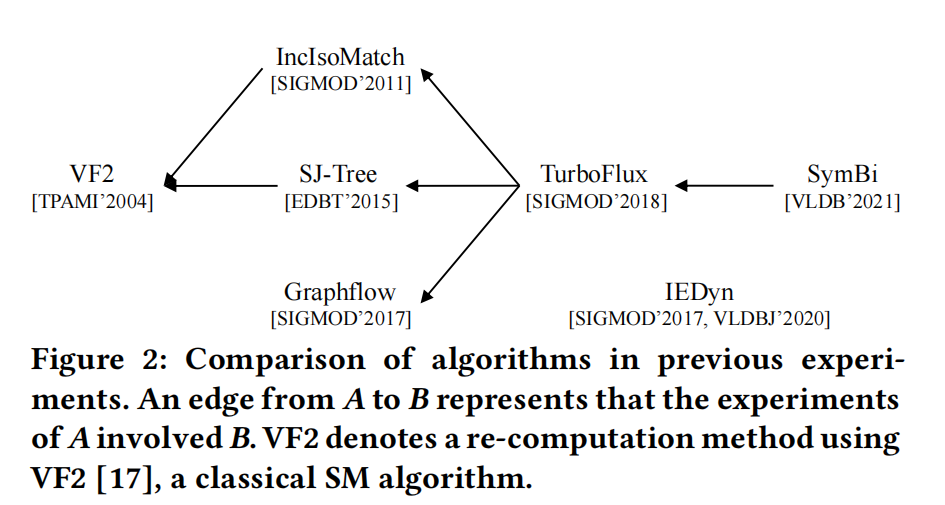 IncIsoMatch
[SIGMOD’2011]
VF2
[TPAMI’2004]
SJ-Tree
[EDBT’2015]
TurboFlux
[SIGMOD’2018]
SymBi
[VLDB’2021]
Graphflow
[SIGMOD’2017]
IEDyn
[SIGMOD’2017, VLDBJ’2020]
Figure 2: Comparison of algorithms in previous experi-
ments. An edge from A to B represents that the experiments
of A involved B. VF2 denotes a re-computation method using
VF2 [17], a classical SM algorithm.